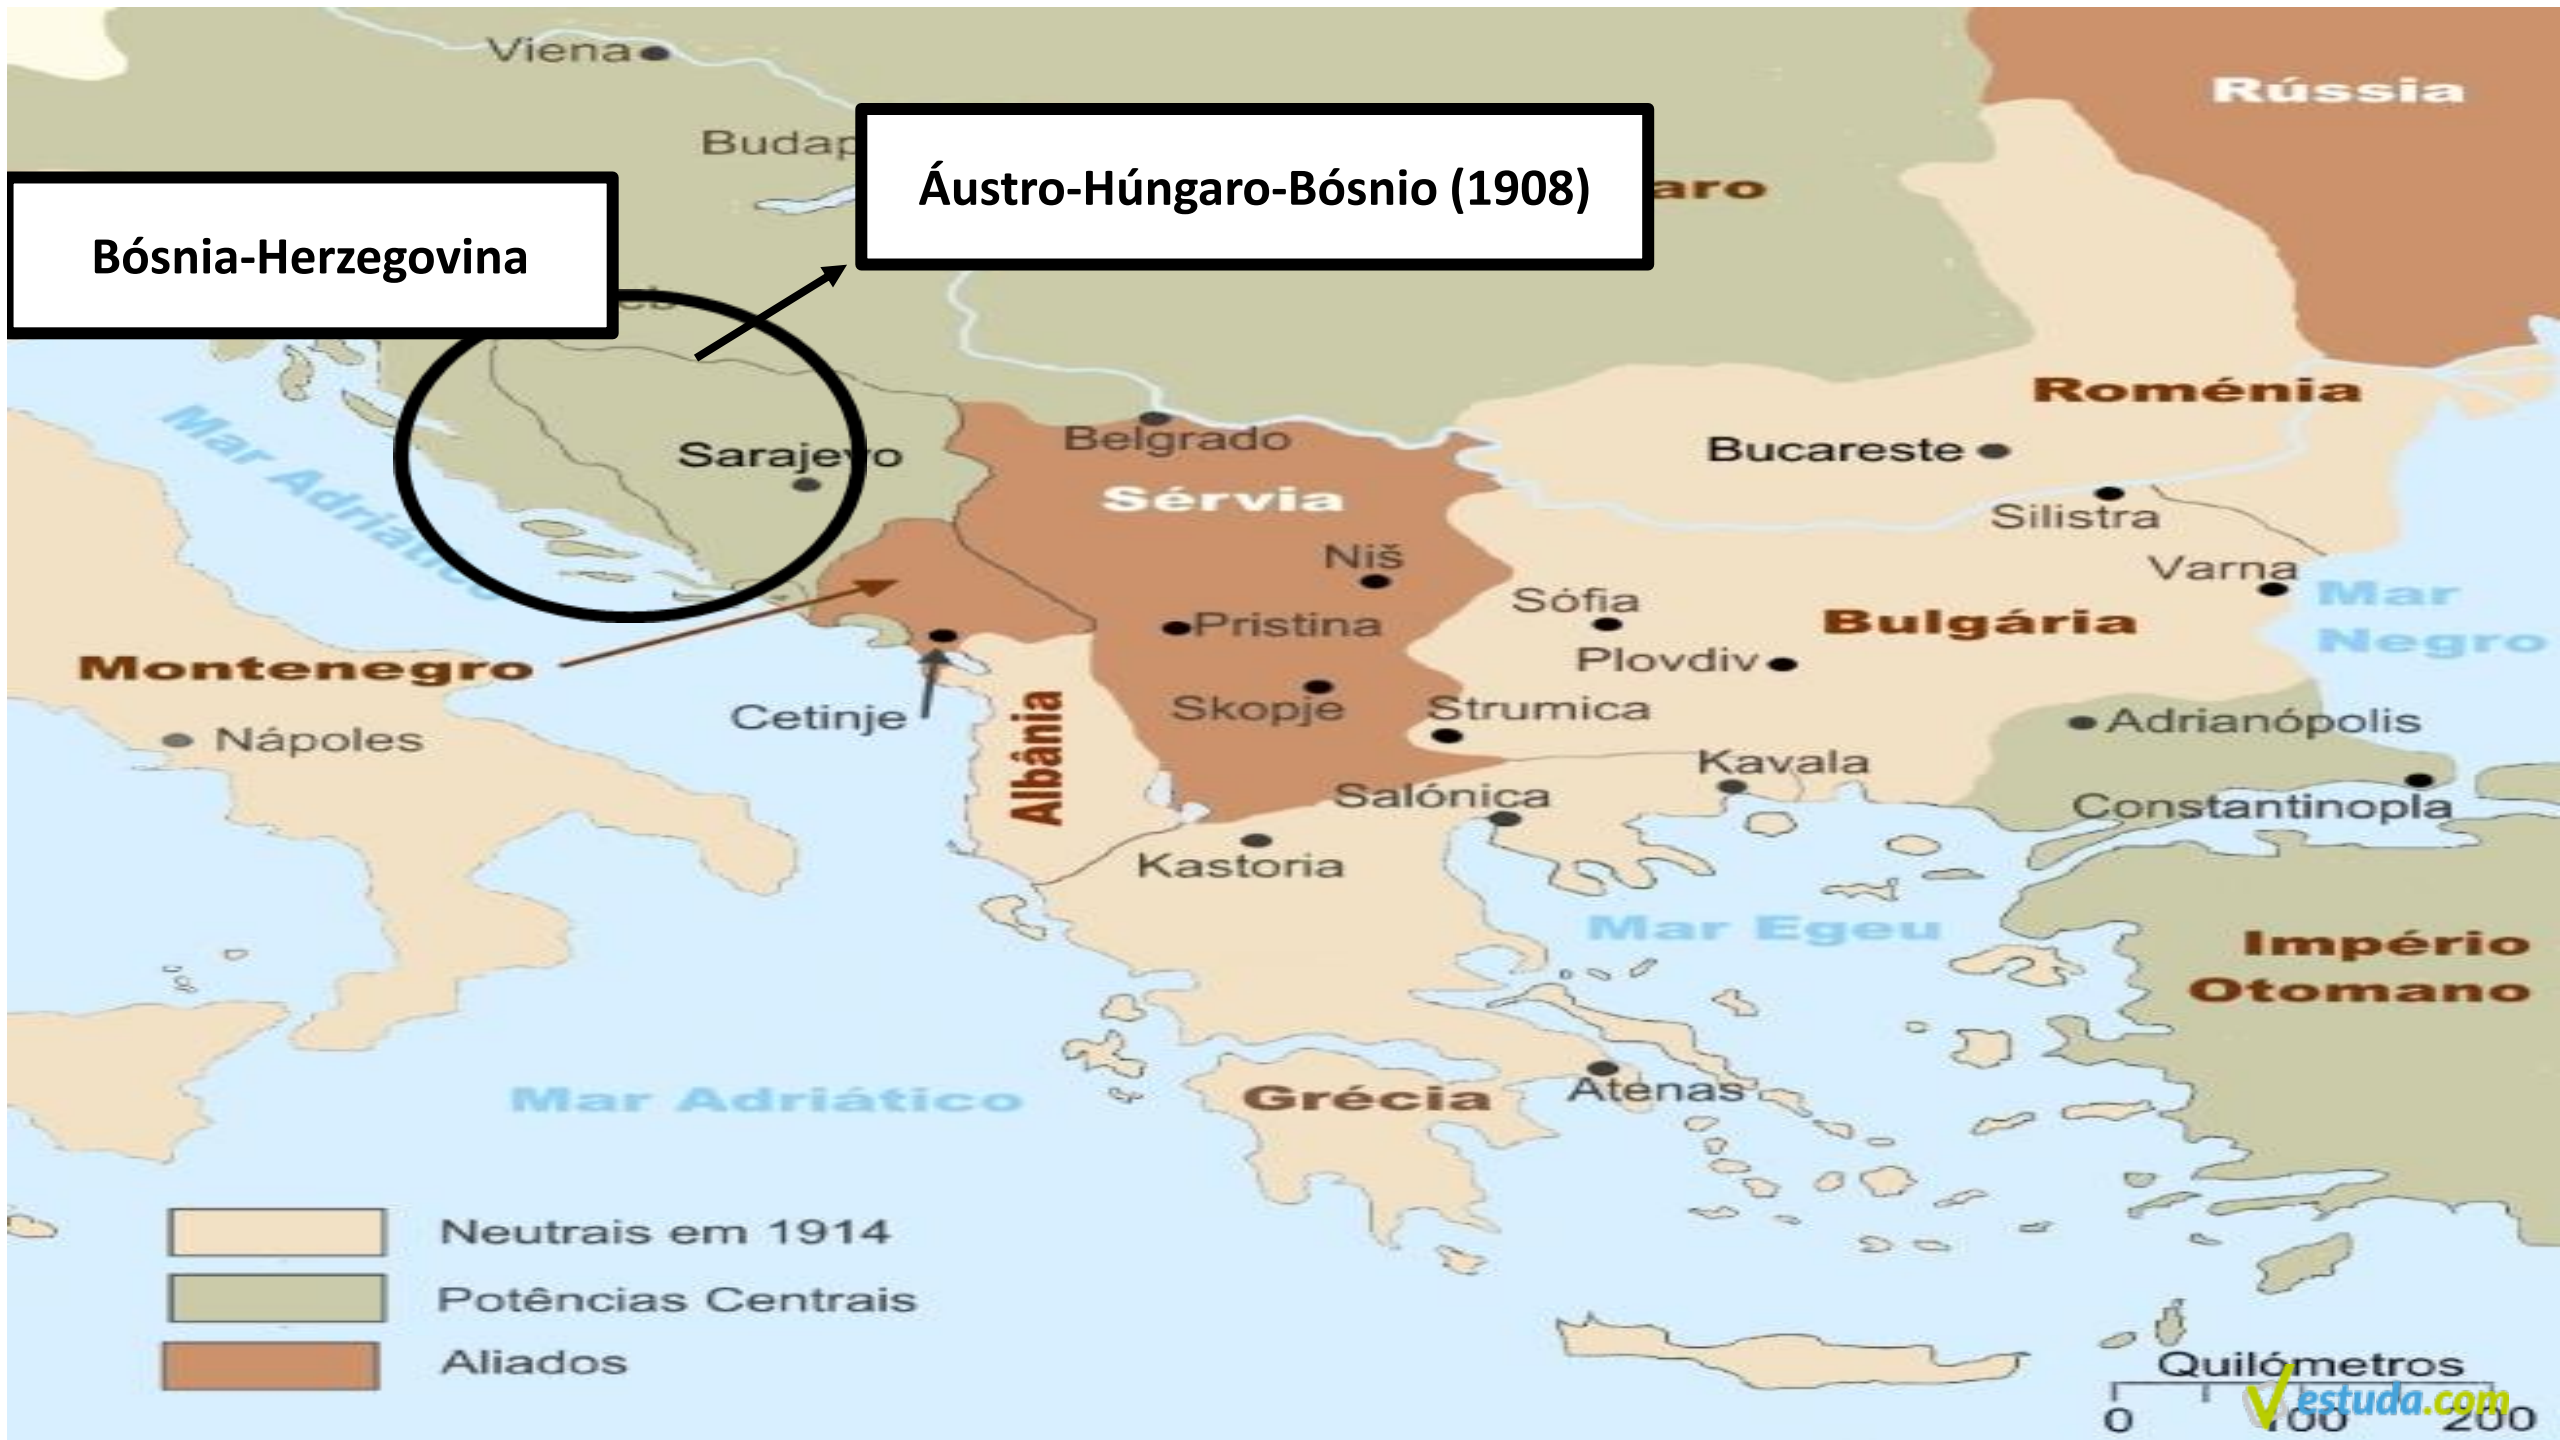 Viena
Rússia
Budap
Áustro-Húngaro-Bósnio (1908)
aro
Bósnia-Herzegovina
eb
Roménia
Mar Adriático
Belgrado
Sarajevo
Bucareste
Sérvia
Silistra
Niš
Varna
Sófia
Mar
Negro
Pristina
Bulgária
Montenegro
Plovdiv
Albânia
Skopje
Strumica
Cetinje
Adrianópolis
Nápoles
Kavala
Salónica
Constantinopla
Kastoria
Mar Egeu
Império
Otomano
Mar Adriático
Grécia
Atenas
Neutrais em 1914
Potências Centrais
Aliados
Quilómetros
estuda.com
0 100 200